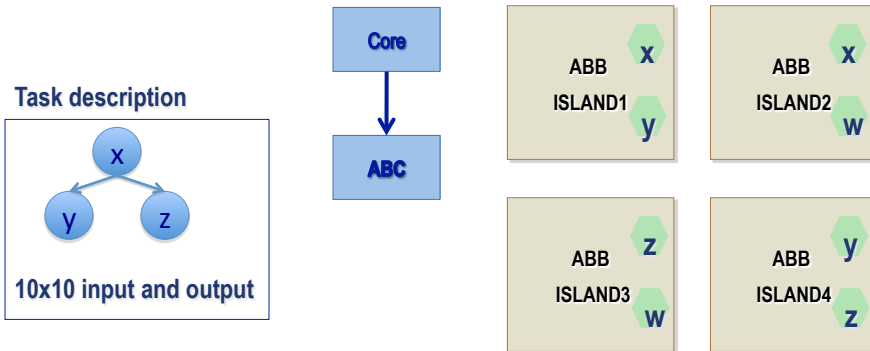 Task description
x
y z
10x10 input and output
Core
ABC
ABB
ISLAND1
x
y
ABB
ISLAND2
x
w
ABB
ISLAND3
z
w
ABB
ISLAND4
y
z